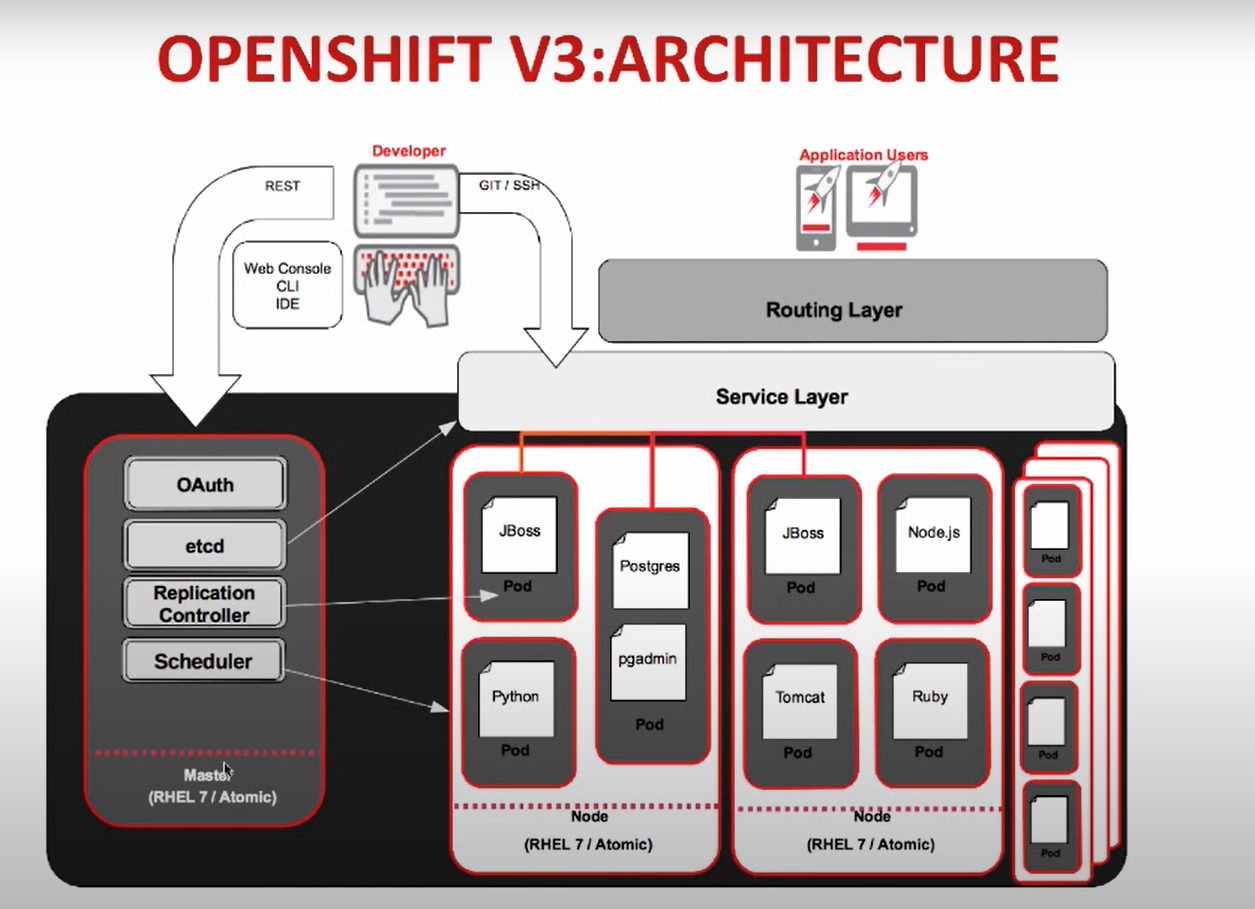 OPENSHIFT V3:ARCHITECTURE
Developer
Application Users
REST
GIT / SSH
Web Console
CLI
IDE
Routing Layer
Service Layer
OAuth
etcd
Replication
Controller
Scheduler
Master
(RHEL 7 / Atomic)
JBoss
Pod
Postgres
pgadmin
Pod
Python
Pod
Node
(RHEL 7 / Atomic)
JBoss
Pod
Node.js
Pod
Tomcat
Pod
Ruby
Pod
Node
(RHEL 7 / Atomic)
Pod
Pod
Pod
Pod